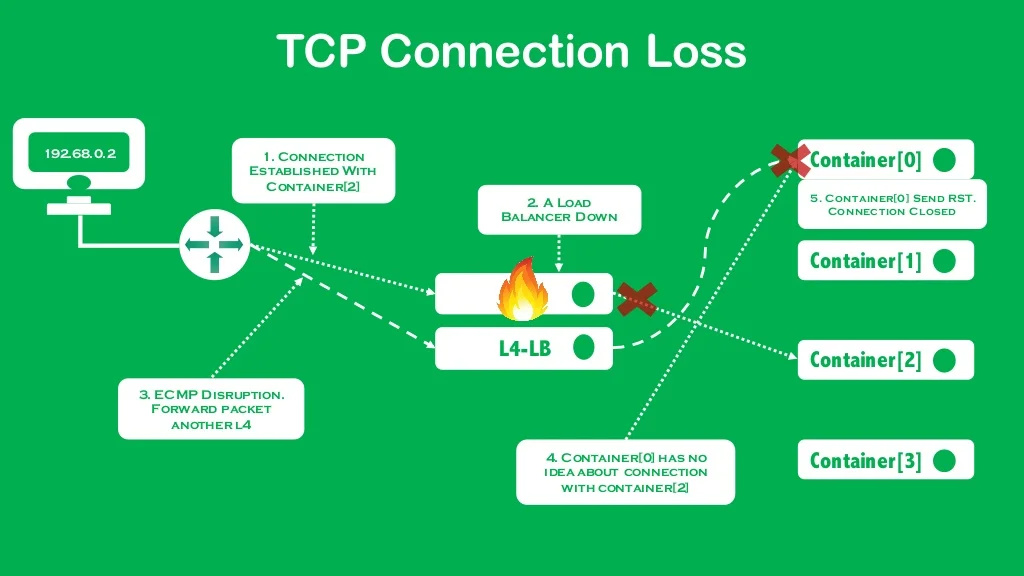 TCP Connection Loss
192.68.0.2
1. Connection
Established With
Container[2]
2. A Load
Balancer Down
Container[0]
5. Container[0] Send RST.
Connection Closed
Container[1]
L4-LB
Container[2]
3. ECMP Disruption.
Forward packet
another L4
4. Container[0] has no
idea about connection
with container[2]
Container[3]